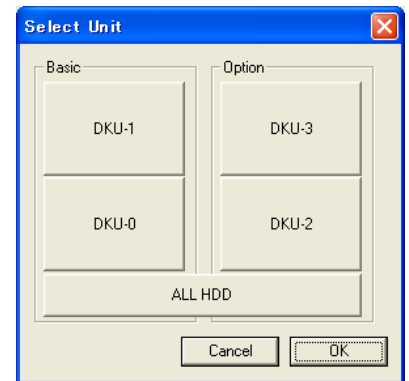 Select Unit
Basic
Option
DKU-1
DKU-3
DKU-0
DKU-2
ALL HDD
Cancel
OK